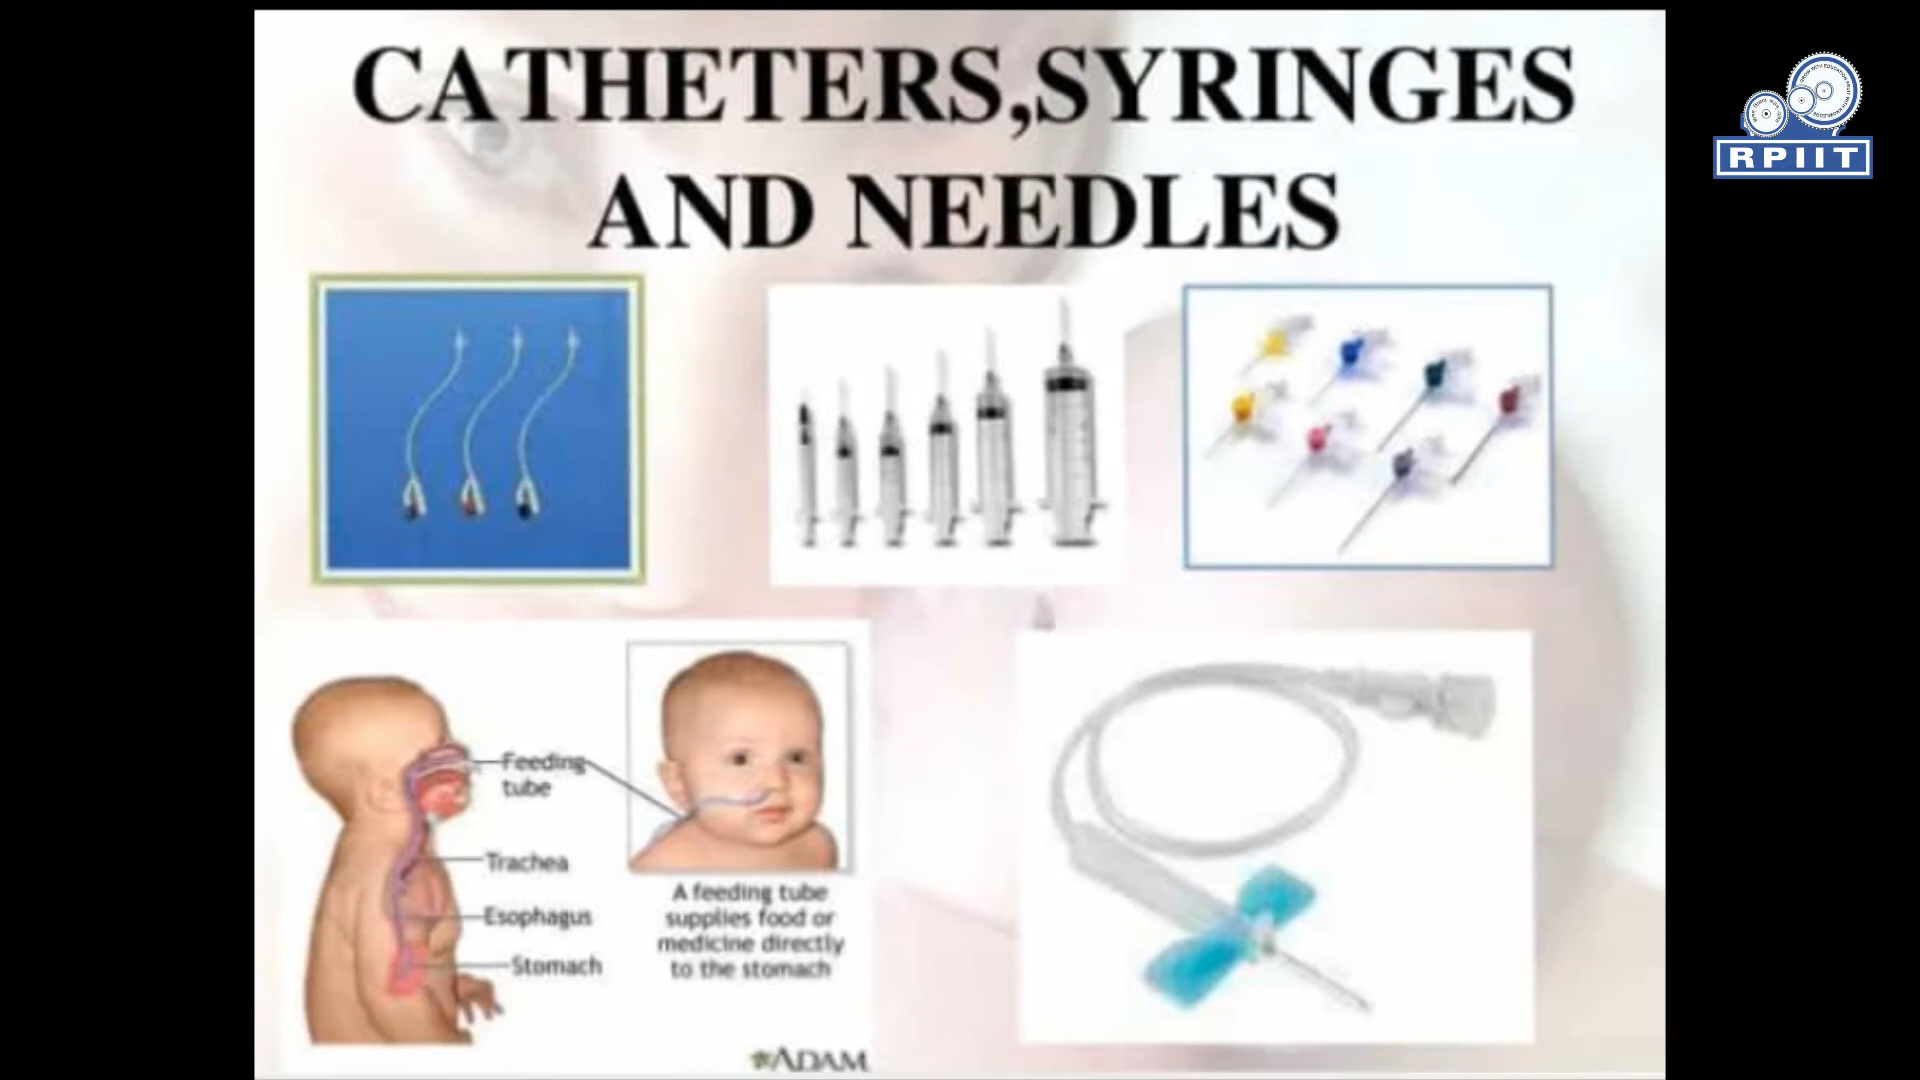 CATHETERS,SYRINGES
AND NEEDLES
RPIIT
Feeding
tube
Trachea
Esophagus
Stomach
A feeding tube
supplies food or
medicine directly
to the stomach
ADAM